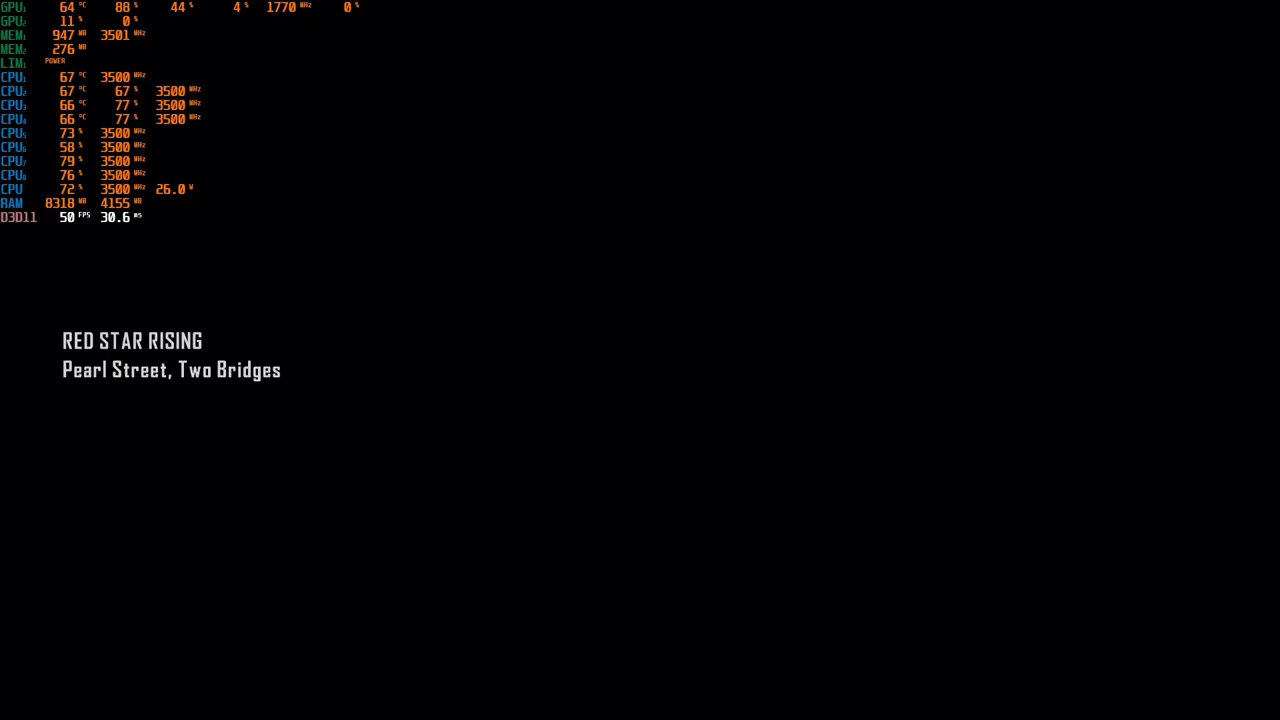 GPU₁ 64 °C 88 % 44 % 4 % 1770 MHz 0 %
GPU₂ 11 % 0 %
MEM₁ 947 MB 3501 MHz
MEM₂ 276 MB
LIM₁ POWER
CPU₁ 67 °C 3500 MHz
CPU₂ 67 °C 67 % 3500 MHz
CPU₃ 66 °C 77 % 3500 MHz
CPU₄ 66 °C 77 % 3500 MHz
CPU₅ 73 % 3500 MHz
CPU₆ 58 % 3500 MHz
CPU₇ 79 % 3500 MHz
CPU₈ 76 % 3500 MHz
CPU 72 % 3500 MHz 26.0 W
RAM 8318 MB 4155 MB
D3D11 50 FPS 30.6 ms
RED STAR RISING
Pearl Street, Two Bridges